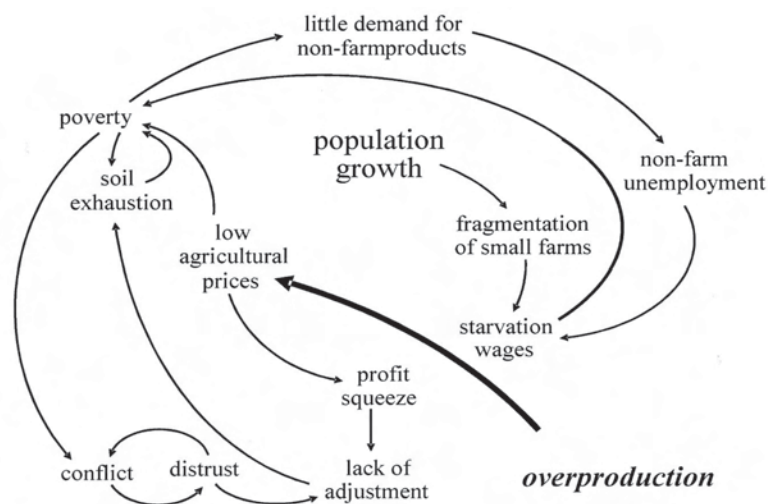 little demand for
non-farmproducts
poverty
population
growth
non-farm
unemployment
soil
exhaustion
fragmentation
of small farms
low
agricultural
prices
starvation
wages
profit
squeeze
conflict
distrust
lack of
adjustment
overproduction